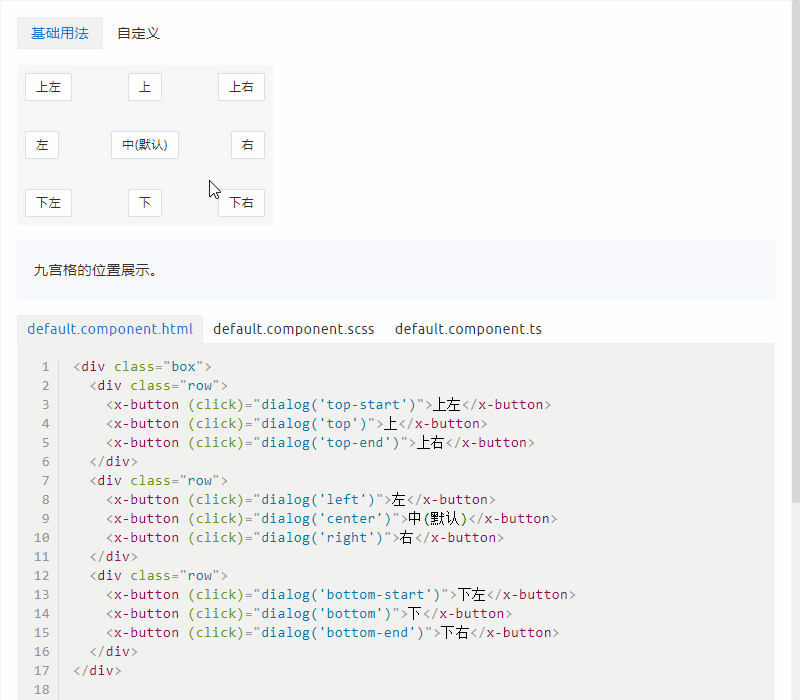 基础用法 自定义
上左 上 上右
左 中(默认) 右
下左 下 下右
九宫格的位置展示。
default.component.html default.component.scss default.component.ts
1 <div class="box">
2 <div class="row">
3 <x-button (click)="dialog('top-start')">上左</x-button>
4 <x-button (click)="dialog('top')">上</x-button>
5 <x-button (click)="dialog('top-end')">上右</x-button>
6 </div>
7 <div class="row">
8 <x-button (click)="dialog('left')">左</x-button>
9 <x-button (click)="dialog('center')">中(默认)</x-button>
10 <x-button (click)="dialog('right')">右</x-button>
11 </div>
12 <div class="row">
13 <x-button (click)="dialog('bottom-start')">下左</x-button>
14 <x-button (click)="dialog('bottom')">下</x-button>
15 <x-button (click)="dialog('bottom-end')">下右</x-button>
16 </div>
17 </div>
18